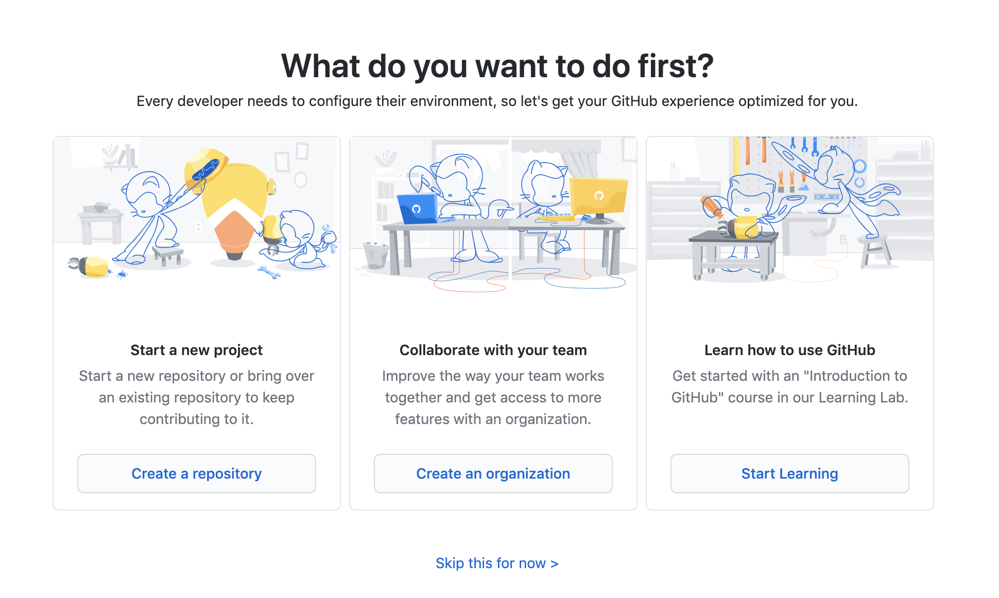 What do you want to do first?
Every developer needs to configure their environment, so let's get your GitHub experience optimized for you.
Start a new project
Start a new repository or bring over
an existing repository to keep
contributing to it.
Create a repository
Collaborate with your team
Improve the way your team works
together and get access to more
features with an organization.
Create an organization
Learn how to use GitHub
Get started with an "Introduction to
GitHub" course in our Learning Lab.
Start Learning
Skip this for now >